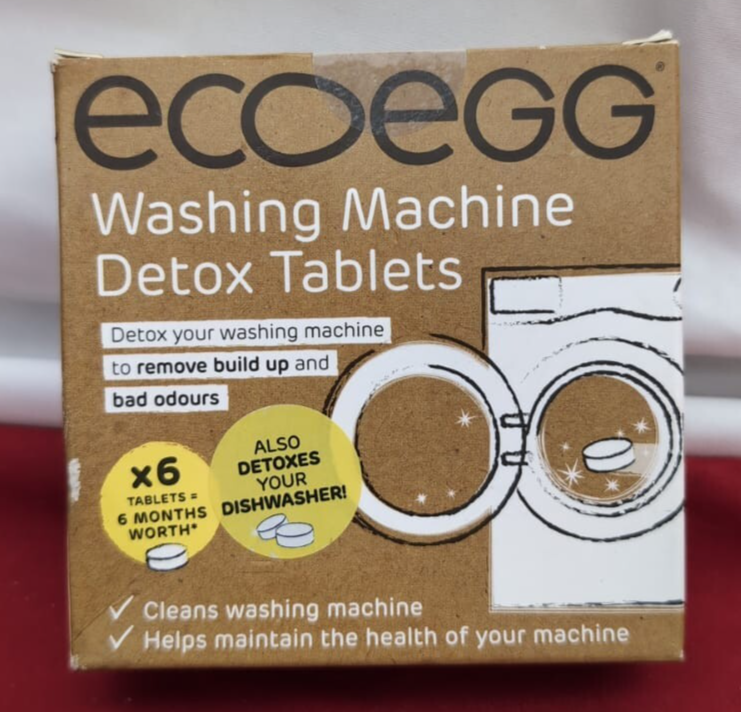 ecoegg®
Washing Machine
Detox Tablets
Detox your washing machine
to remove build up and
bad odours
x6
TABLETS =
6 MONTHS
WORTH*
ALSO
DETOXES
YOUR
DISHWASHER!
✓ Cleans washing machine
✓ Helps maintain the health of your machine